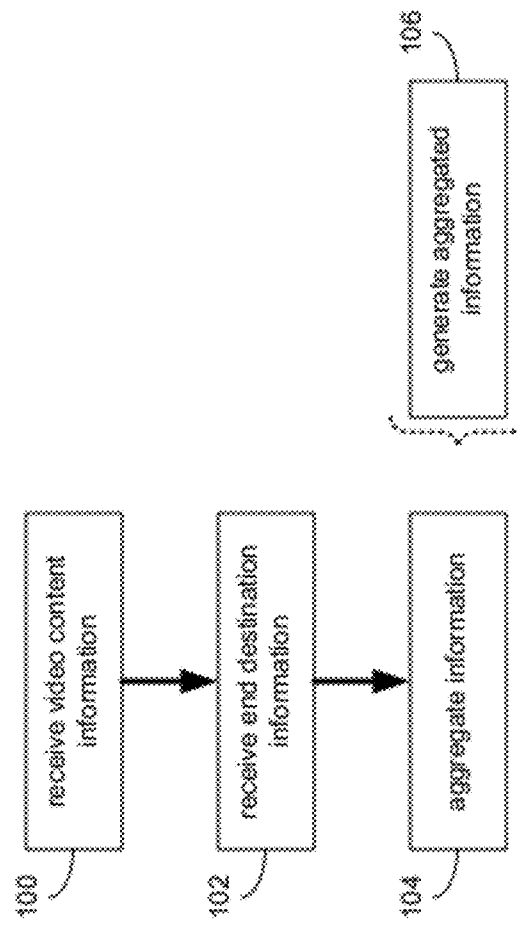 100
receive video content
information
102
receive end destination
information
104
aggregate information
106
generate aggregated
information